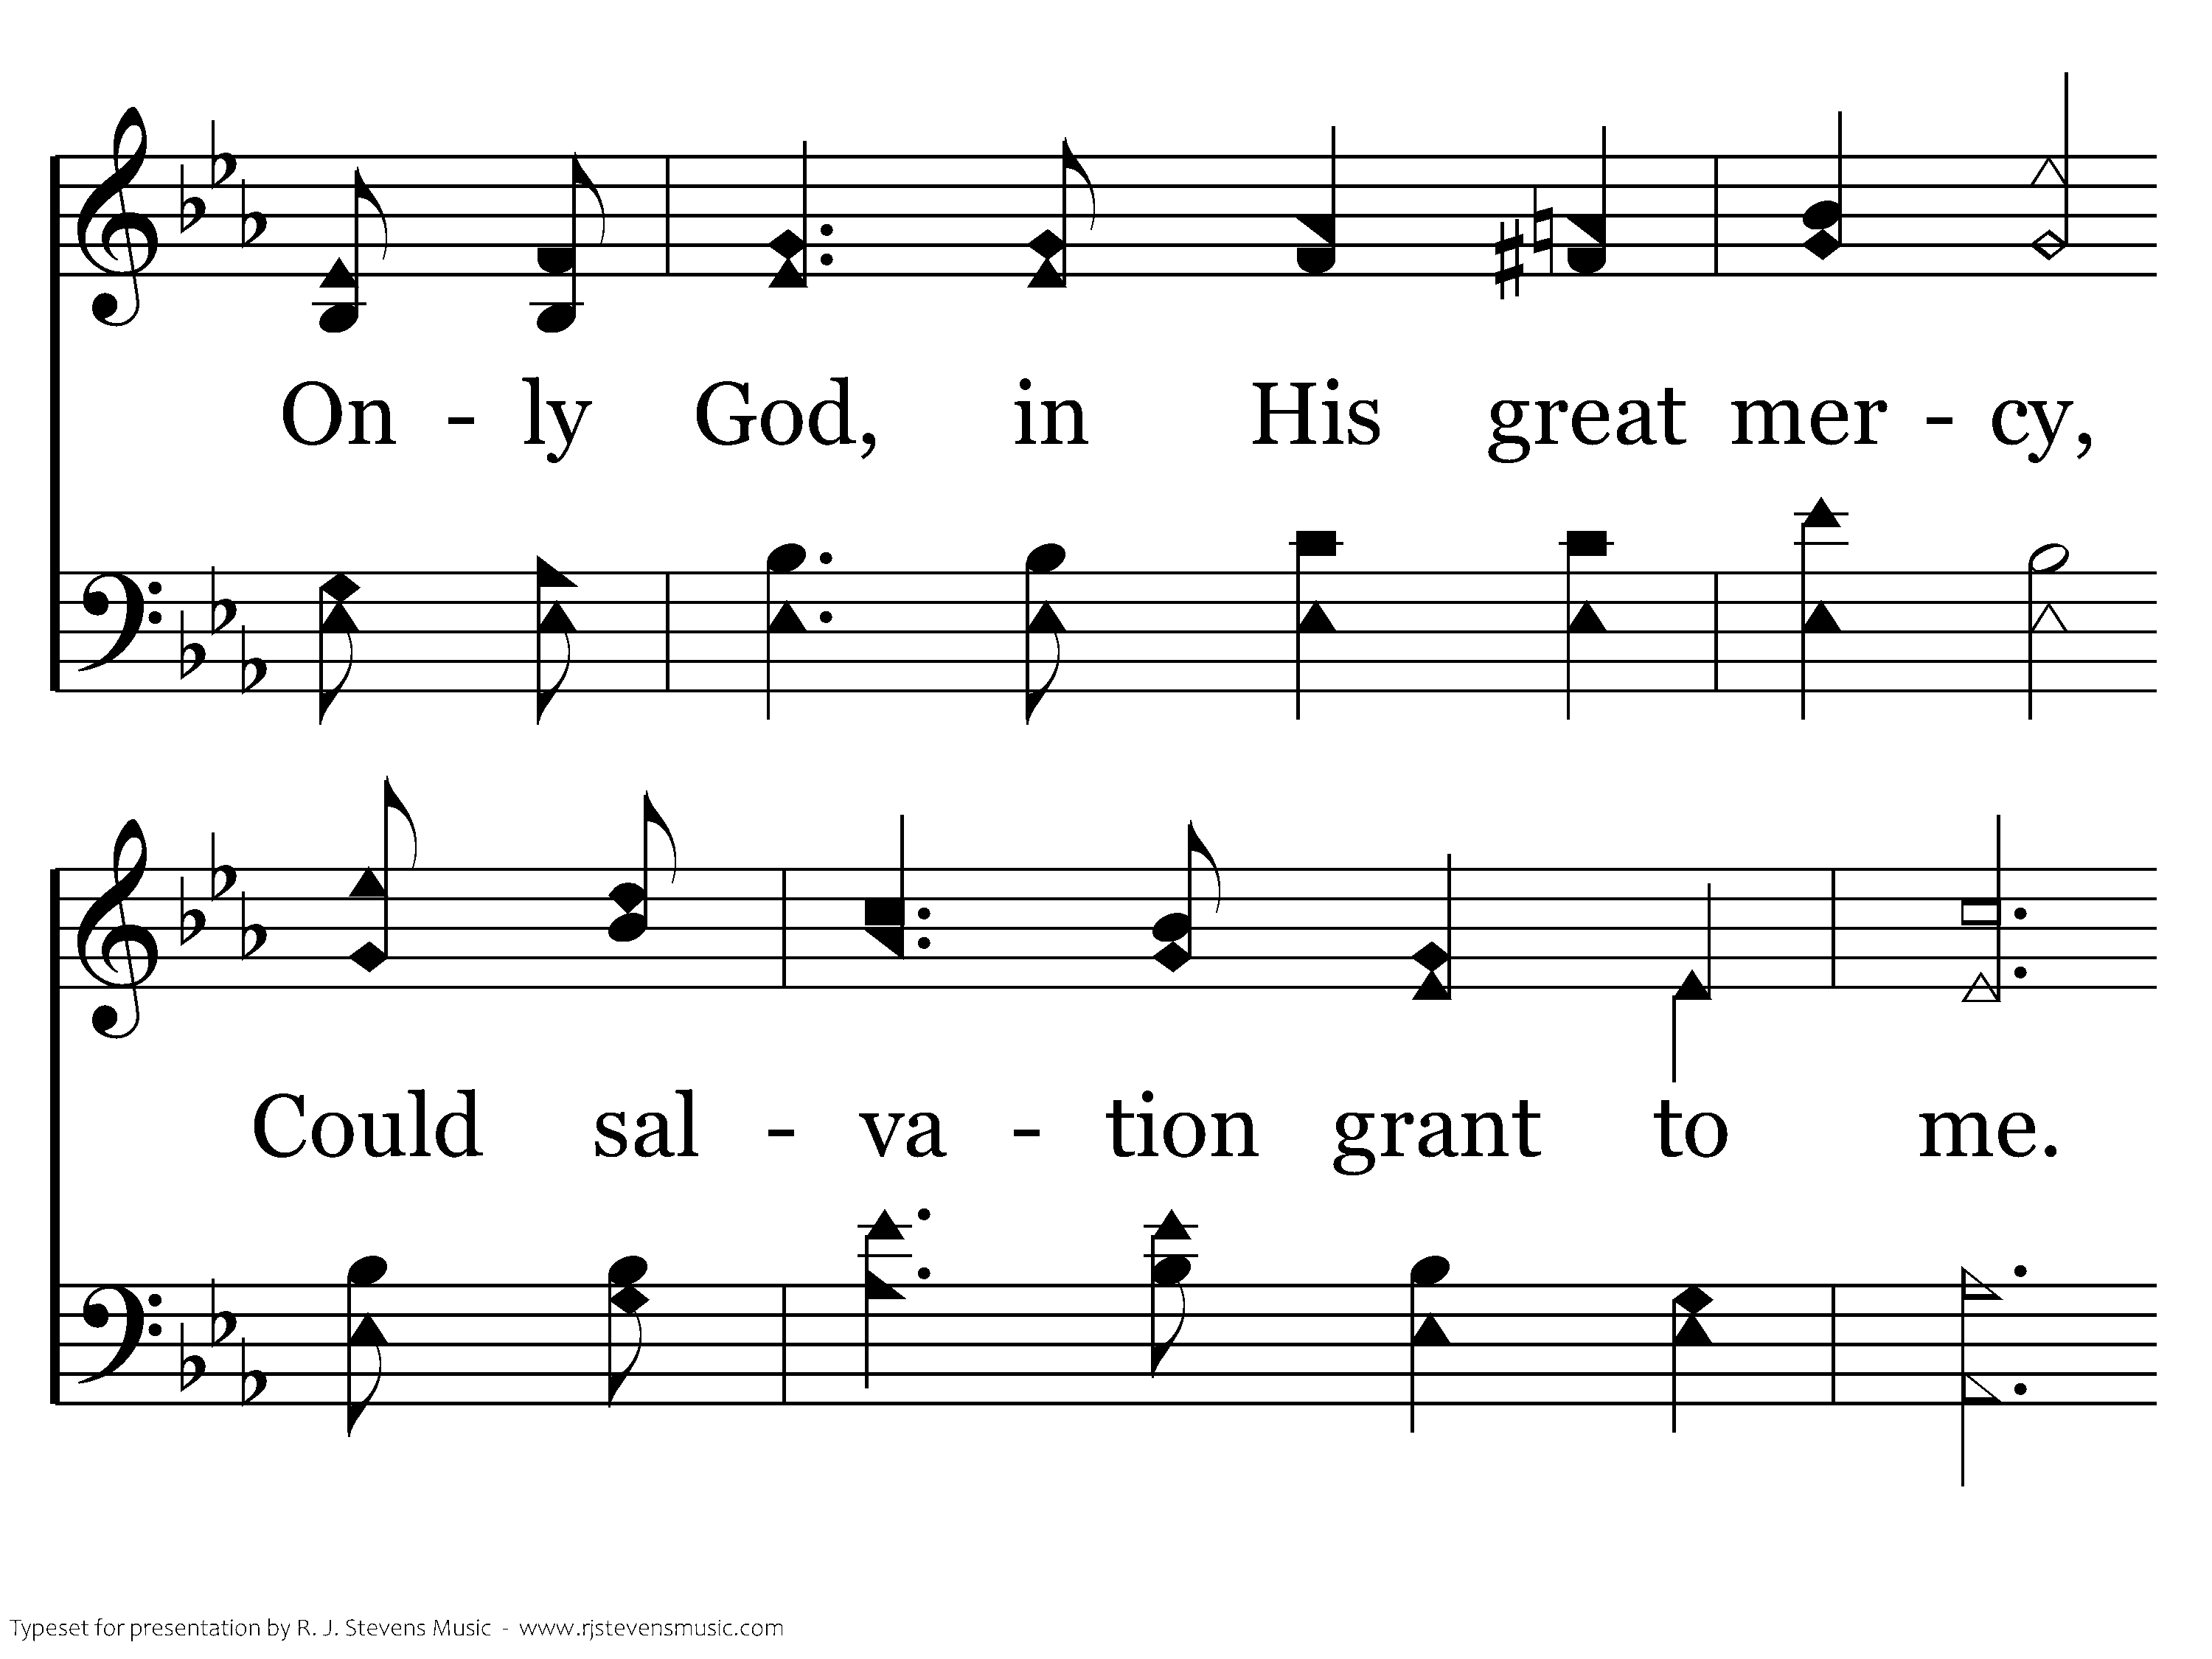 On - ly God, in His great mer - cy,
Could sal - va - tion grant to me.
Typeset for presentation by R. J. Stevens Music - www.rjstevensmusic.com